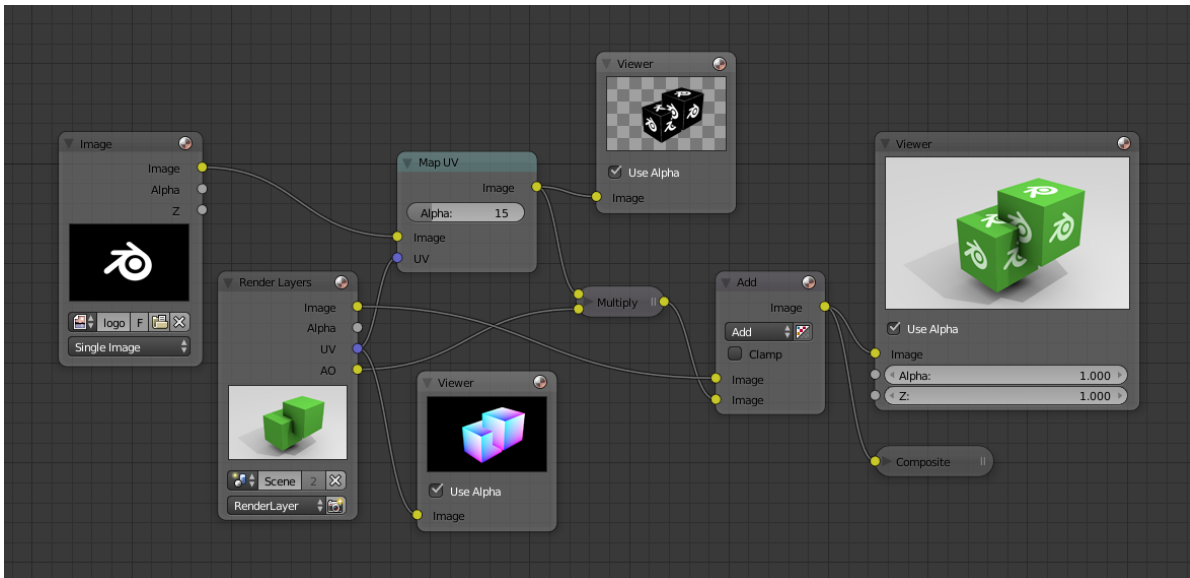 Image
Image
Alpha
Z
logo F
Single Image
Render Layers
Image
Alpha
UV
AO
Scene 2
RenderLayer
Map UV
Image
Alpha: 15
Image
UV
Viewer
Use Alpha
Image
Viewer
Use Alpha
Image
Multiply
Add
Image
Add
Clamp
Image
Image
Viewer
Use Alpha
Image
Alpha: 1.000
Z: 1.000
Composite